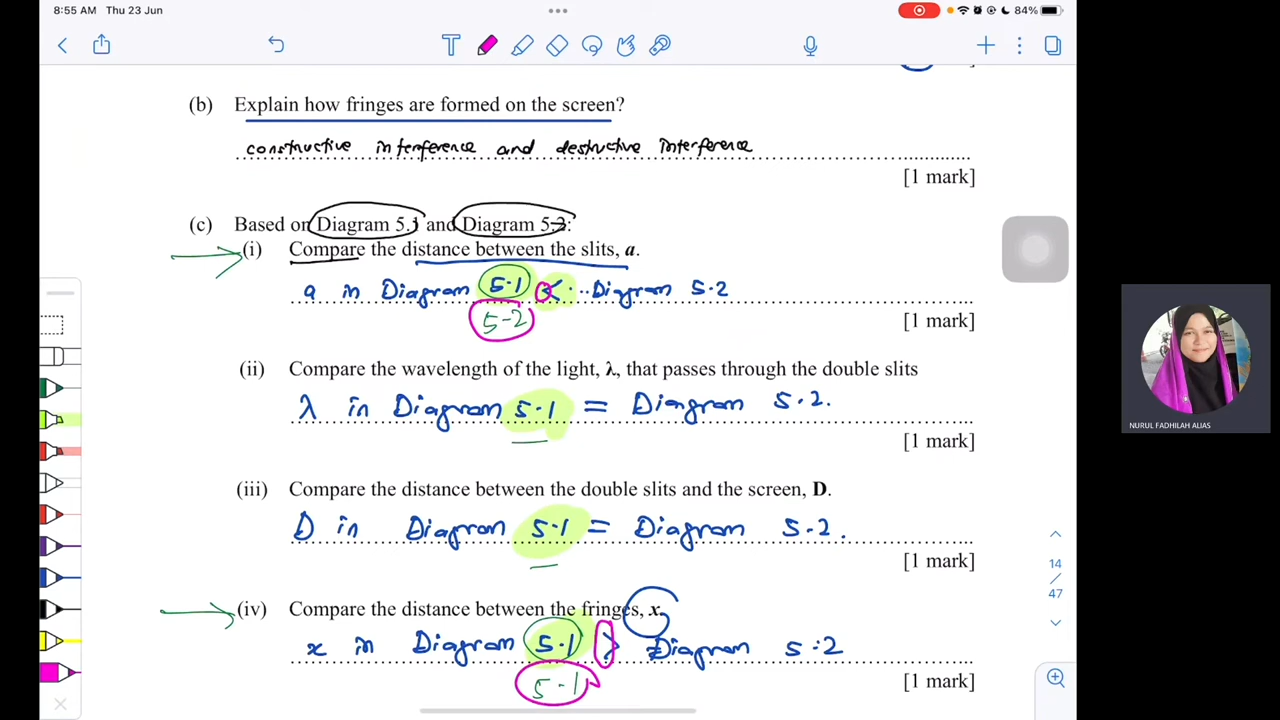 8:55 AM Thu 23 Jun
84%
(b) Explain how fringes are formed on the screen?
constructive interference and destructive interference
[1 mark]
(c) Based on Diagram 5.1 and Diagram 5.2:
(i) Compare the distance between the slits, a.
a in Diagram 5.1 < Diagram 5.2
5-2
[1 mark]
(ii) Compare the wavelength of the light, λ, that passes through the double slits
λ in Diagram 5.1 = Diagram 5.2.
[1 mark]
(iii) Compare the distance between the double slits and the screen, D.
D in Diagram 5.1 = Diagram 5.2.
[1 mark]
(iv) Compare the distance between the fringes, x
x in Diagram 5.1 > Diagram 5.2
5-1
[1 mark]
14
/
47
NURUL FADHILAH ALIAS